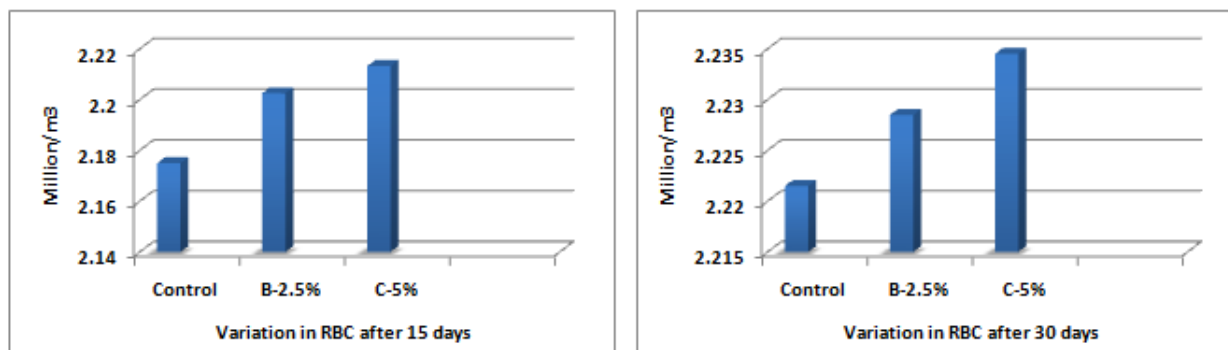 Million/m3
2.22
2.2
2.18
2.16
2.14
Control B-2.5% C-5%
Variation in RBC after 15 days
Million/m3
2.235
2.23
2.225
2.22
2.215
Control B-2.5% C-5%
Variation in RBC after 30 days